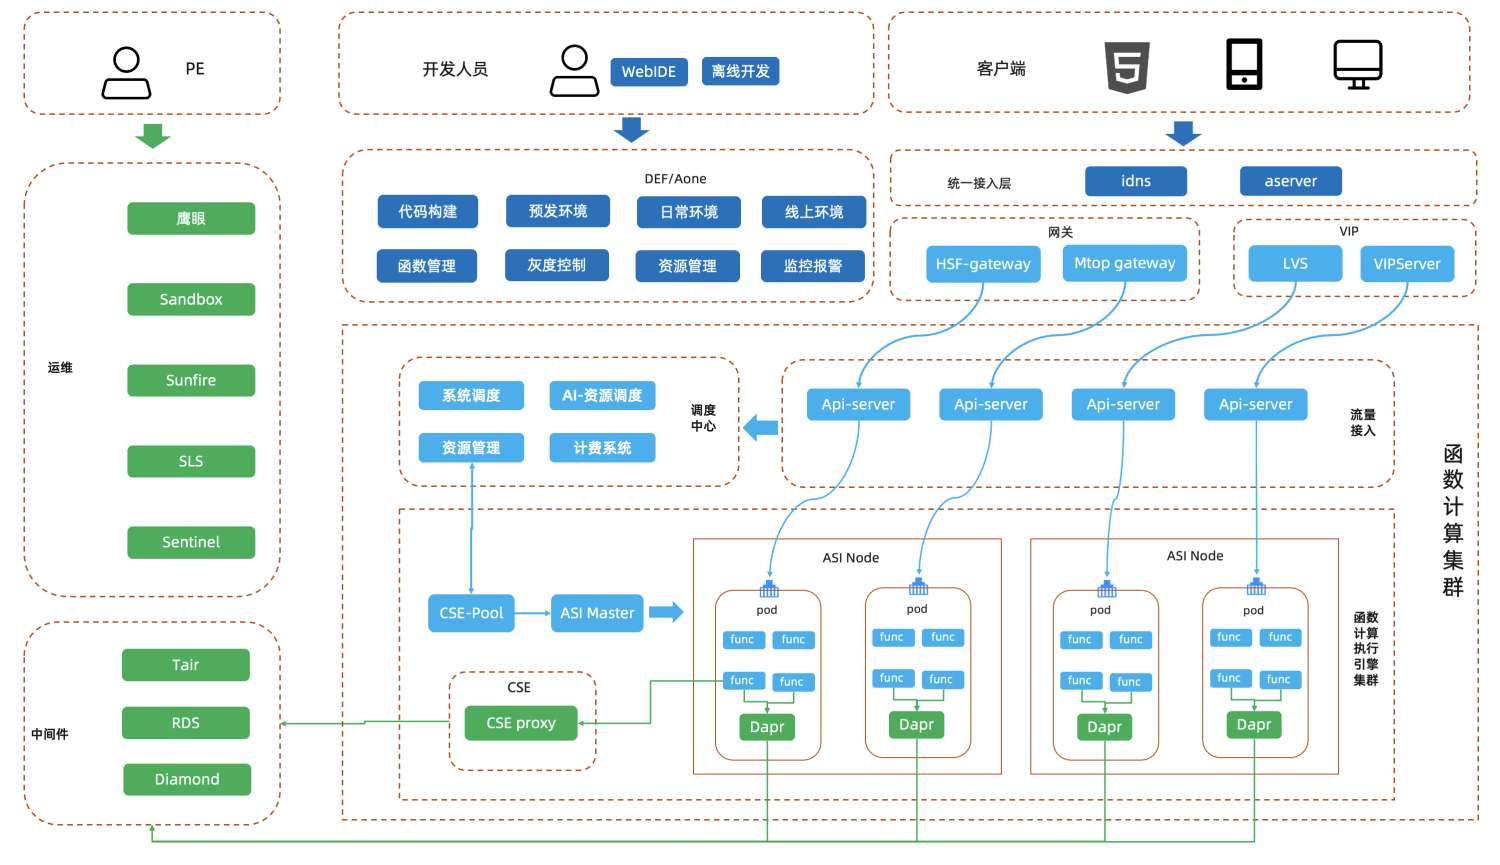 PE
开发人员
WebIDE
离线开发
客户端
5
运维
鹰眼
Sandbox
Sunfire
SLS
Sentinel
DEF/Aone
代码构建
预发环境
日常环境
线上环境
函数管理
灰度控制
资源管理
监控报警
统一接入层
idns
aserver
网关
HSF-gateway
Mtop gateway
VIP
LVS
VIPServer
系统调度
AI-资源调度
资源管理
计费系统
调度
中心
Api-server
Api-server
Api-server
Api-server
流量
接入
函
数
计
算
集
群
CSE-Pool
ASI Master
CSE
CSE proxy
ASI Node
pod
func
func
func
func
Dapr
pod
func
func
func
func
Dapr
ASI Node
pod
func
func
func
func
Dapr
pod
func
func
func
func
Dapr
函数
计算
执行
引擎
集群
中间件
Tair
RDS
Diamond